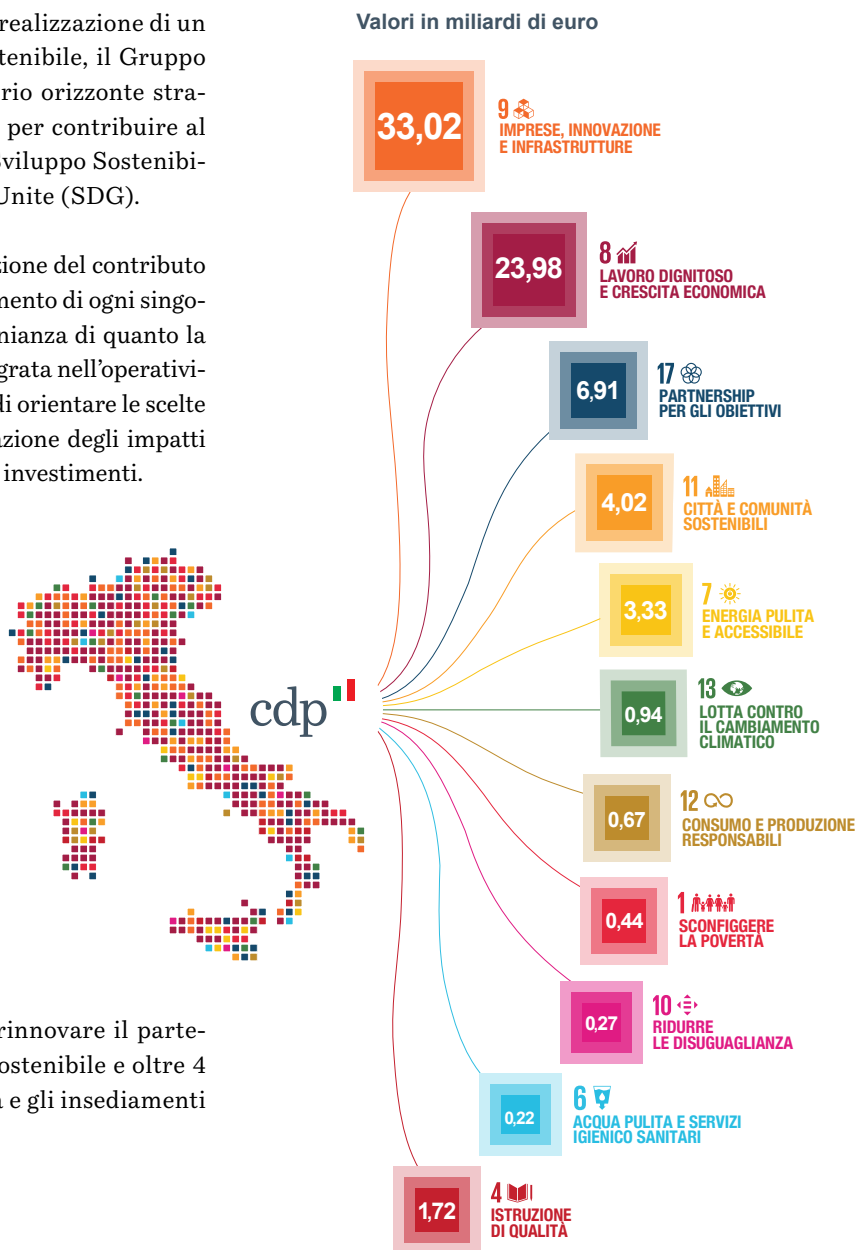 realizzazione di un
tenibile, il Gruppo
rio orizzonte stra-
per contribuire al
viluppo Sostenibi-
Unite (SDG).
zione del contributo
mento di ogni singo-
nianza di quanto la
grata nell'operativi-
di orientare le scelte
azione degli impatti
investimenti.
rinnovare il parte-
ostenibile e oltre 4
a e gli insediamenti
cdp
Valori in miliardi di euro
33,02
9
IMPRESE, INNOVAZIONE
E INFRASTRUTTURE
23,98
8
LAVORO DIGNITOSO
E CRESCITA ECONOMICA
6,91
17
PARTNERSHIP
PER GLI OBIETTIVI
4,02
11
CITTÀ E COMUNITÀ
SOSTENIBILI
3,33
7
ENERGIA PULITA
E ACCESSIBILE
0,94
13
LOTTA CONTRO
IL CAMBIAMENTO
CLIMATICO
0,67
12
CONSUMO E PRODUZIONE
RESPONSABILI
0,44
1
SCONFIGGERE
LA POVERTÀ
0,27
10
RIDURRE
LE DISUGUAGLIANZA
0,22
6
ACQUA PULITA E SERVIZI
IGIENICO SANITARI
1,72
4
ISTRUZIONE
DI QUALITÀ